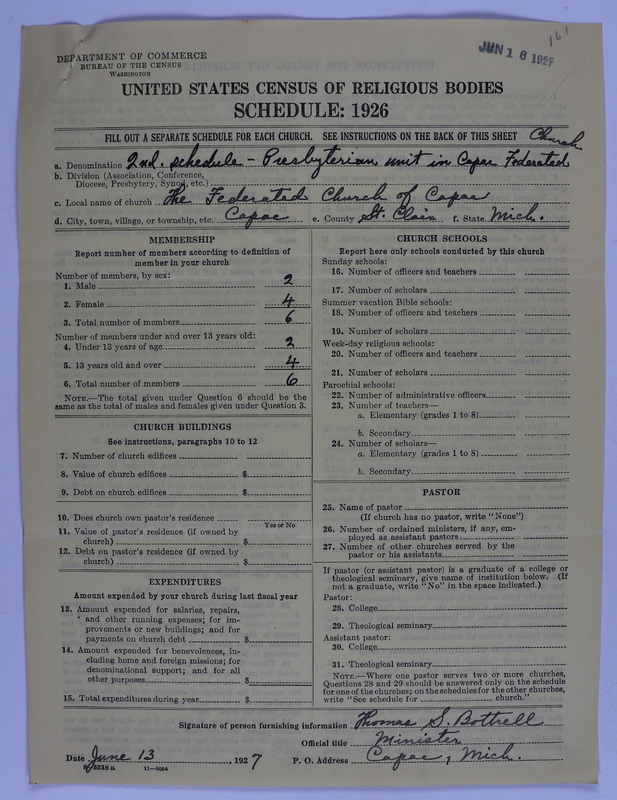 161
JUN 16 1927
DEPARTMENT OF COMMERCE
BUREAU OF THE CENSUS
WASHINGTON
UNITED STATES CENSUS OF RELIGIOUS BODIES
SCHEDULE: 1926
FILL OUT A SEPARATE SCHEDULE FOR EACH CHURCH. SEE INSTRUCTIONS ON THE BACK OF THIS SHEET
Church
a. Denomination 2nd. schedule - Presbyterian unit in Capac Federated
b. Division (Association, Conference,
Diocese, Presbytery, Synod, etc.)
c. Local name of church The Federated Church of Capac
d. City, town, village, or township, etc. Capac e. County St. Clair f. State Mich.
MEMBERSHIP
Report number of members according to definition of
member in your church
Number of members, by sex:
1. Male 2
2. Female 4
3. Total number of members 6
Number of members under and over 13 years old:
4. Under 13 years of age 2
5. 13 years old and over 4
6. Total number of members 6
NOTE.—The total given under Question 6 should be
same as the total of males and females given under Question 3.
CHURCH BUILDINGS
See instructions, paragraphs 10 to 12
7. Number of church edifices
8. Value of church edifices $
9. Debt on church edifices $
10. Does church own pastor's residence
Yes or No
11. Value of pastor's residence (if owned by
church) $
12. Debt on pastor's residence (if owned by
church) $
EXPENDITURES
Amount expended by your church during last fiscal year
13. Amount expended for salaries, repairs,
and other running expenses; for im-
provements or new buildings; and for
payments on church debt $
14. Amount expended for benevolences, in-
cluding home and foreign missions; for
denominational support; and for all
other purposes $
15. Total expenditures during year $
CHURCH SCHOOLS
Report here only schools conducted by this church
Sunday schools:
16. Number of officers and teachers
17. Number of scholars
Summer vacation Bible schools:
18. Number of officers and teachers
19. Number of scholars
Week-day religious schools:
20. Number of officers and teachers
21. Number of scholars
Parochial schools:
22. Number of administrative officers
23. Number of teachers—
a. Elementary (grades 1 to 8)
b. Secondary
24. Number of scholars—
a. Elementary (grades 1 to 8)
b. Secondary
PASTOR
25. Name of pastor
(If church has no pastor, write "None")
26. Number of ordained ministers, if any, em-
ployed as assistant pastors
27. Number of other churches served by the
pastor or his assistants
If pastor (or assistant pastor) is a graduate of a college or
theological seminary, give name of institution below. (If
not a graduate, write "No" in the space indicated.)
Pastor:
28. College
29. Theological seminary
Assistant pastor:
30. College
31. Theological seminary
NOTE.—Where one pastor serves two or more churches,
Questions 28 and 29 should be answered only on the schedule
for one of the churches; on the schedules for the other churches,
write "See schedule for church."
Signature of person furnishing information Thomas S. Bottrell
Official title Minister
Date June 13, 1927 P. O. Address Capac, Mich.
8-5518 a 11-9064